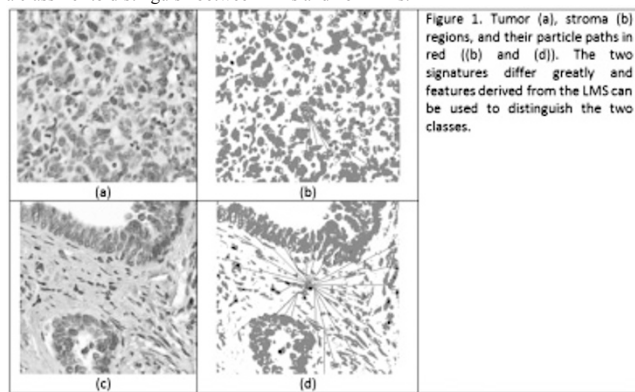 Figure 1. Tumor (a), stroma (b)
regions, and their particle paths in
red ((b) and (d)). The two
signatures differ greatly and
features derived from the LMS can
be used to distinguish the two
classes.
(a)
(b)
(c)
(d)